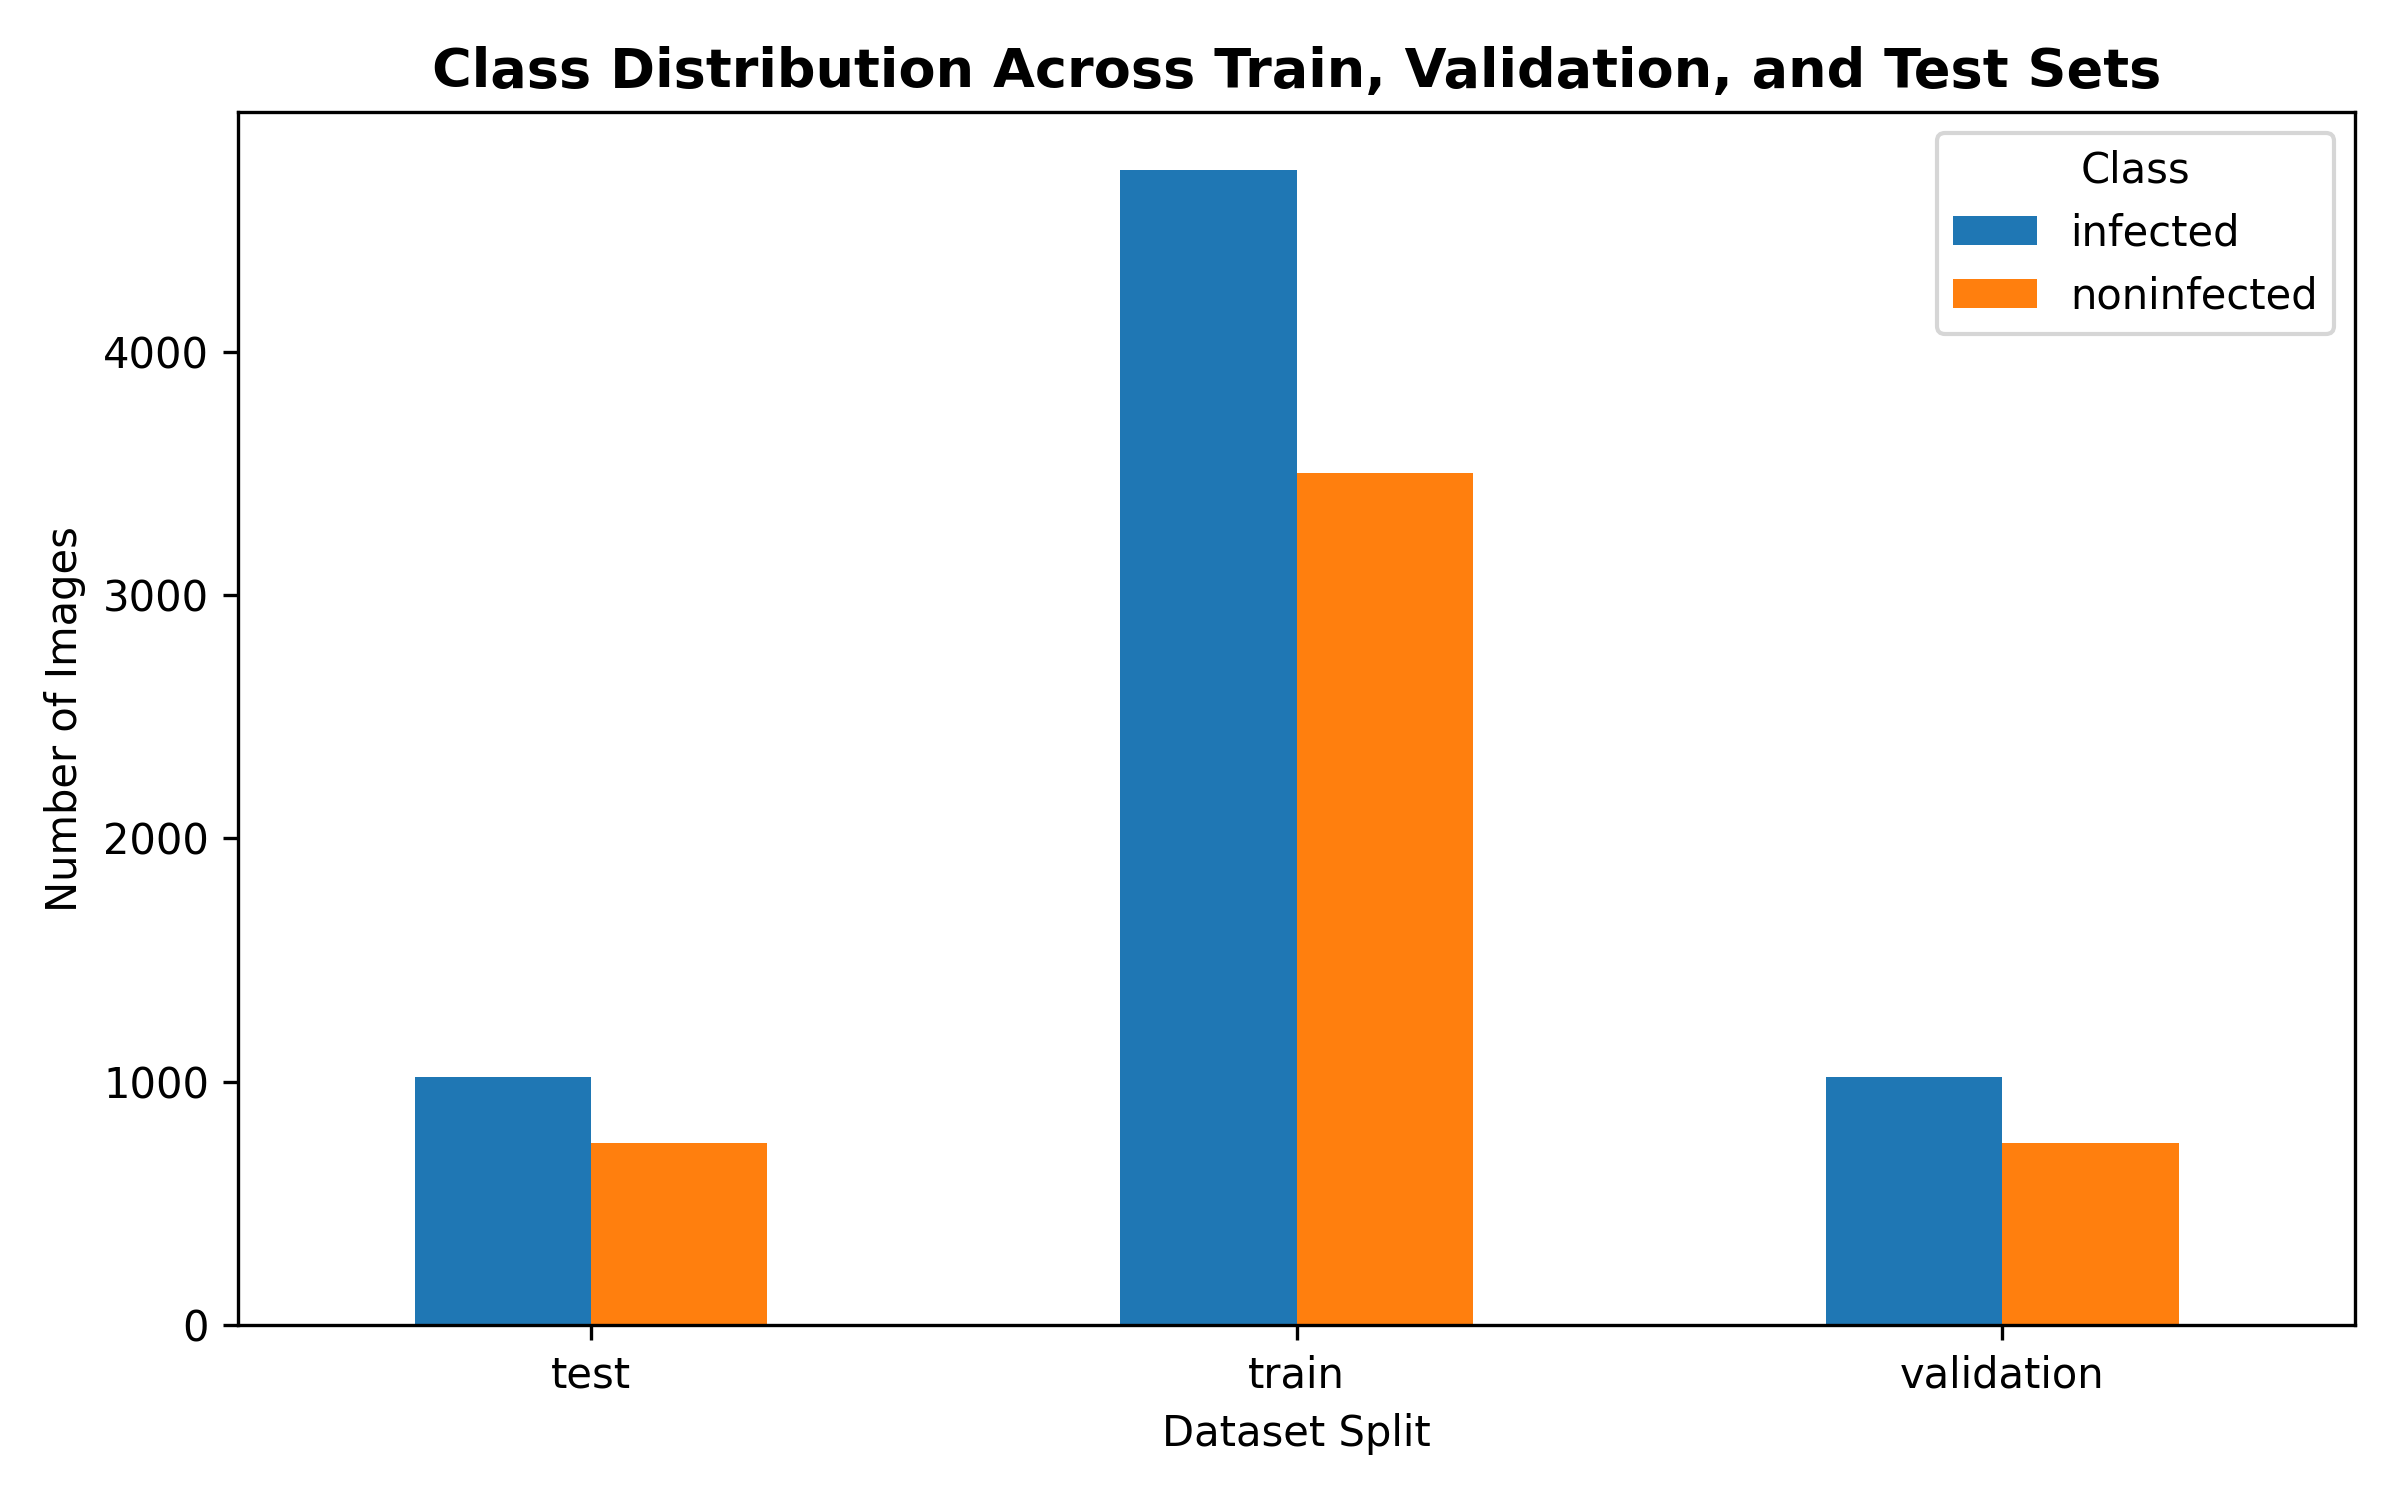 Class Distribution Across Train, Validation, and Test Sets
Class
infected
noninfected
Number of Images
4000
3000
2000
1000
0
test
train
validation
Dataset Split